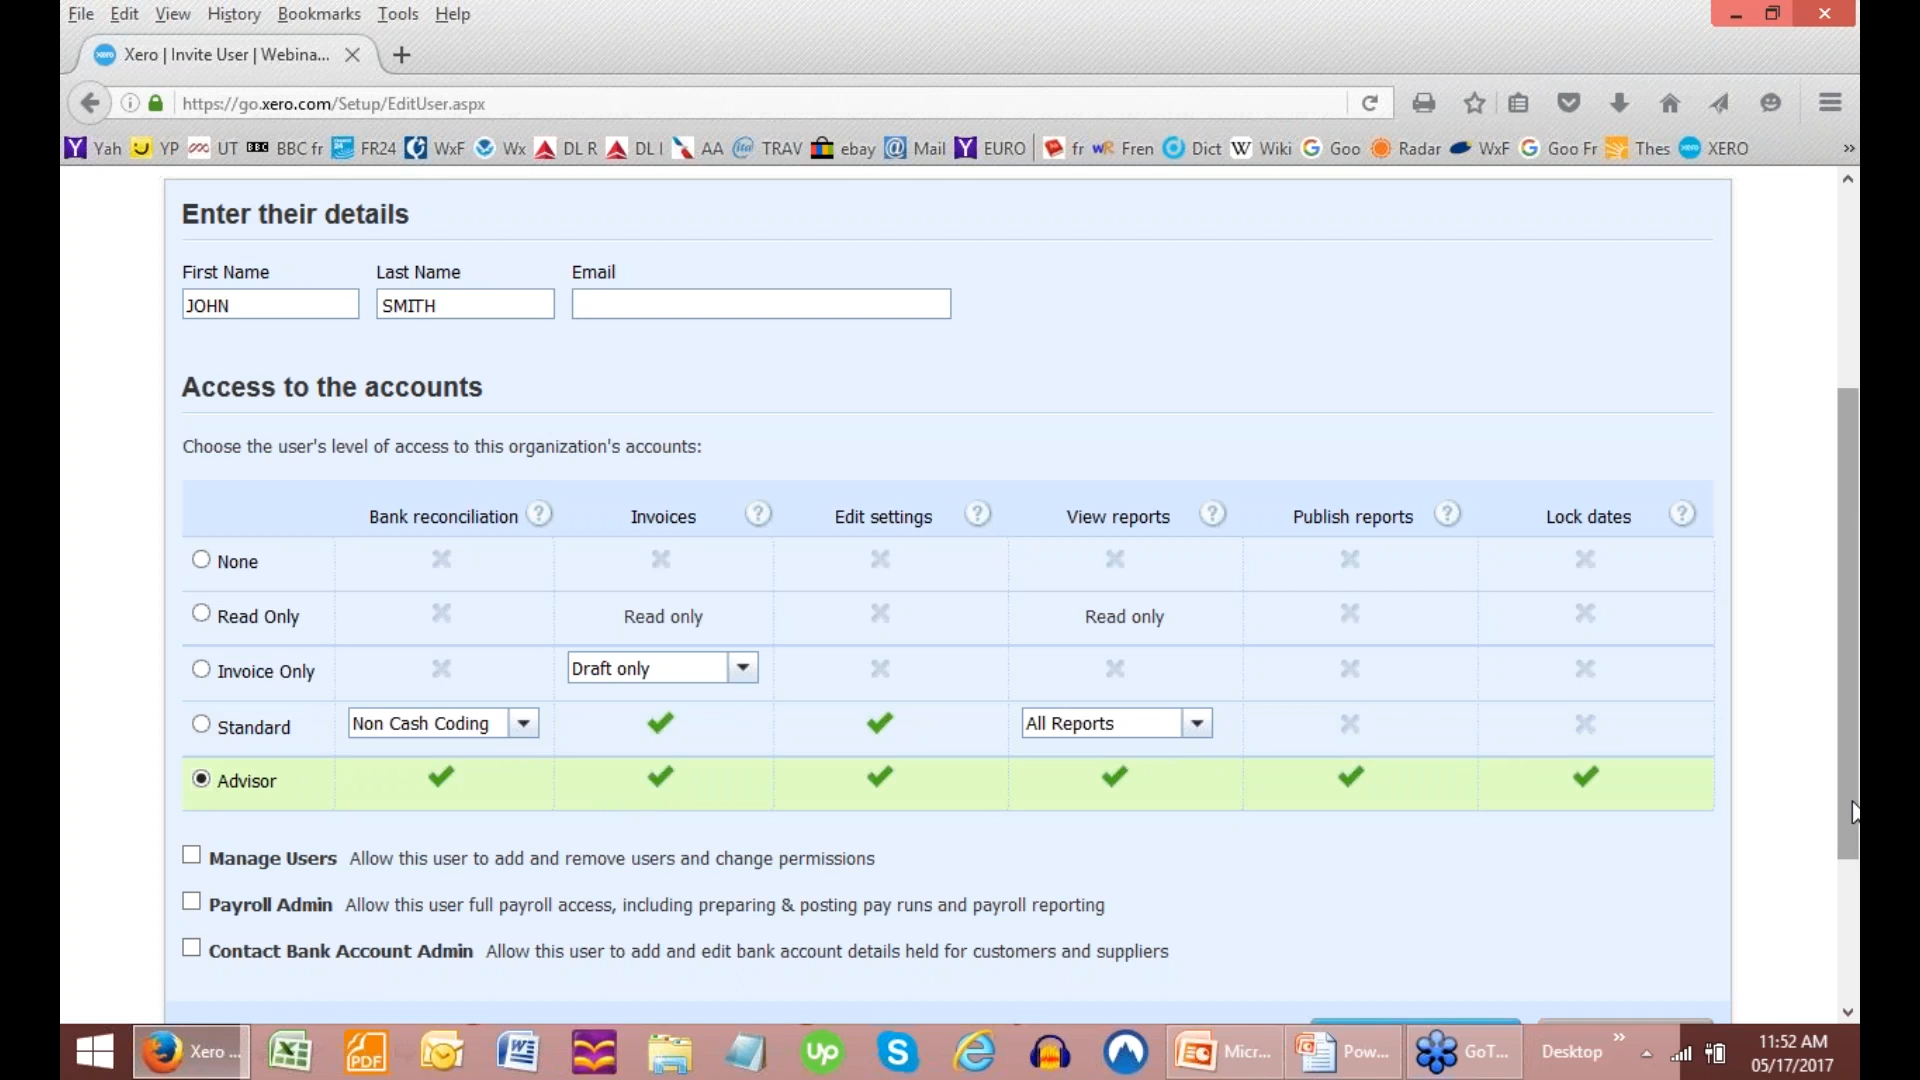 File Edit View History Bookmarks Tools Help
Xero | Invite User | Webina...
https://go.xero.com/Setup/EditUser.aspx
Yah YP UT BBC fr FR24 WxF Wx DL R DL I AA TRAV ebay Mail EURO fr Fren Dict Wiki Goo Radar WxF Goo Fr Thes XERO »
Enter their details
First Name Last Name Email
JOHN SMITH
Access to the accounts
Choose the user's level of access to this organization's accounts:
Bank reconciliation ? Invoices ? Edit settings ? View reports ? Publish reports ? Lock dates ?
None
Read Only Read only Read only
Invoice Only Draft only
Standard Non Cash Coding All Reports
Advisor
Manage Users Allow this user to add and remove users and change permissions
Payroll Admin Allow this user full payroll access, including preparing & posting pay runs and payroll reporting
Contact Bank Account Admin Allow this user to add and edit bank account details held for customers and suppliers
Xero ... PDF Up Micr... Pow... GoT... Desktop » 11:52 AM
05/17/2017